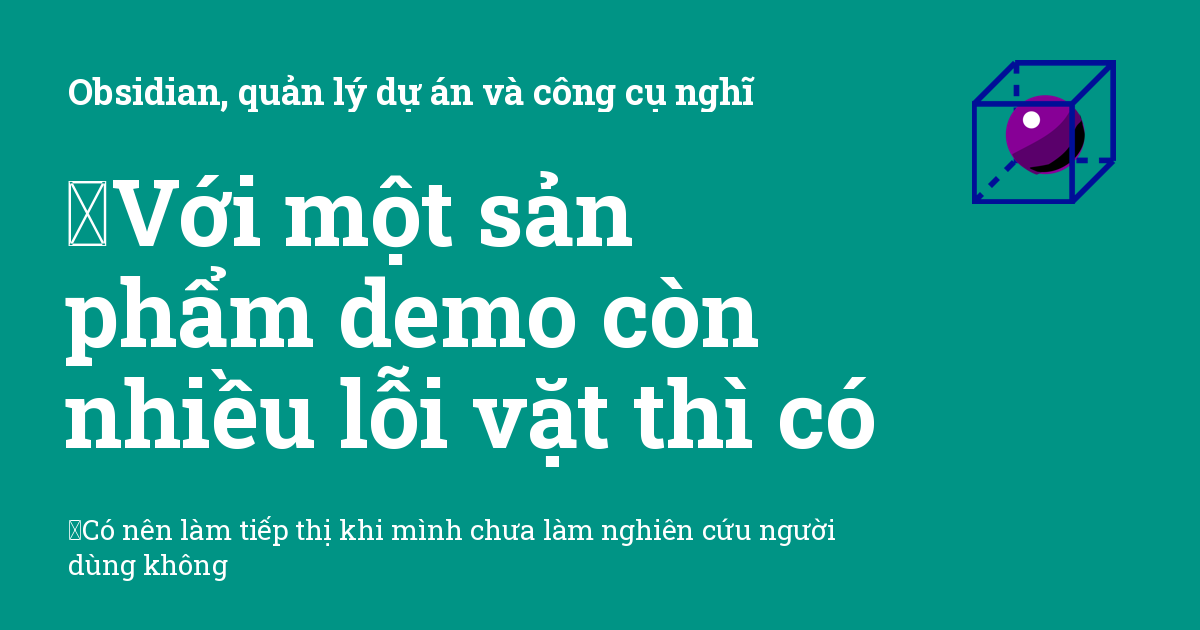 Obsidian, quản lý dự án và công cụ nghĩ
Với một sản
phẩm demo còn
nhiều lỗi vặt thì có
Có nên làm tiếp thị khi mình chưa làm nghiên cứu người
dùng không